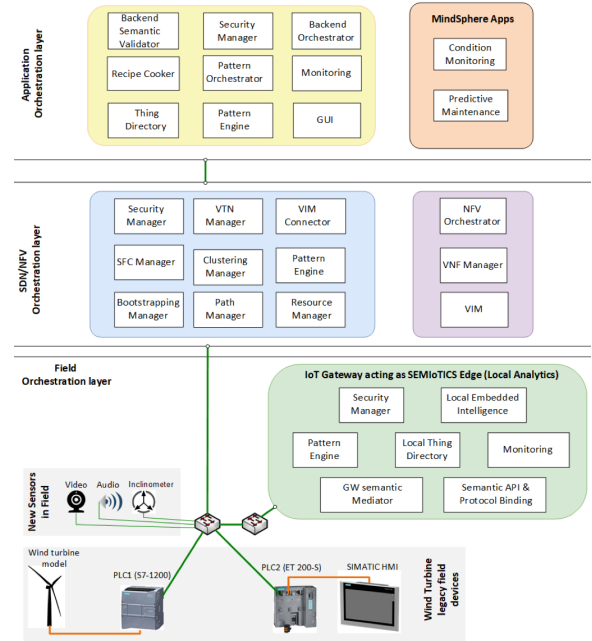 Application
Orchestration layer
Backend
Semantic
Validator
Security
Manager
Backend
Orchestrator
Recipe Cooker
Pattern
Orchestrator
Monitoring
Thing
Directory
Pattern
Engine
GUI
MindSphere Apps
Condition
Monitoring
Predictive
Maintenance
SDN/NFV
Orchestration layer
Security
Manager
VTN
Manager
VIM
Connector
SFC Manager
Clustering
Manager
Pattern
Engine
Bootstrapping
Manager
Path
Manager
Resource
Manager
NFV
Orchestrator
VNF Manager
VIM
Field
Orchestration layer
IoT Gateway acting as SEMIoTICS Edge (Local Analytics)
Security
Manager
Local Embedded
Intelligence
Pattern
Engine
Local Thing
Directory
Monitoring
GW semantic
Mediator
Semantic API &
Protocol Binding
New Sensors
in Field
Video
Audio
Inclinometer
Wind turbine
model
PLC1 (S7-1200)
PLC2 (ET 200-S)
SIMATIC HMI
Wind Turbine
legacy field
devices